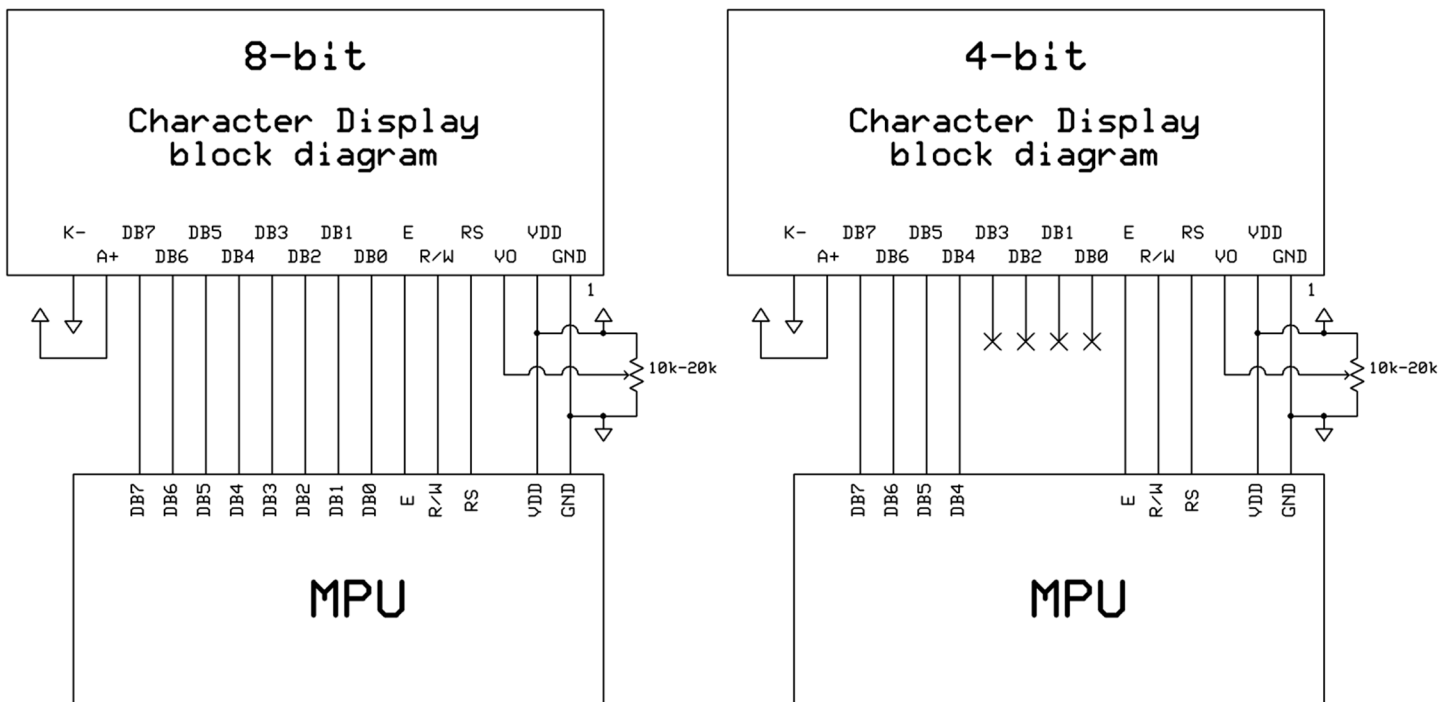 8-bit
Character Display
block diagram
K- DB7 DB5 DB3 DB1 E RS VDD
A+ DB6 DB4 DB2 DB0 R/W VO GND
1
10k-20k
DB7 DB6 DB5 DB4 DB3 DB2 DB1 DB0 E R/W RS VDD GND
MPU
4-bit
Character Display
block diagram
K- DB7 DB5 DB3 DB1 E RS VDD
A+ DB6 DB4 DB2 DB0 R/W VO GND
1
10k-20k
DB7 DB6 DB5 DB4 E R/W RS VDD GND
MPU